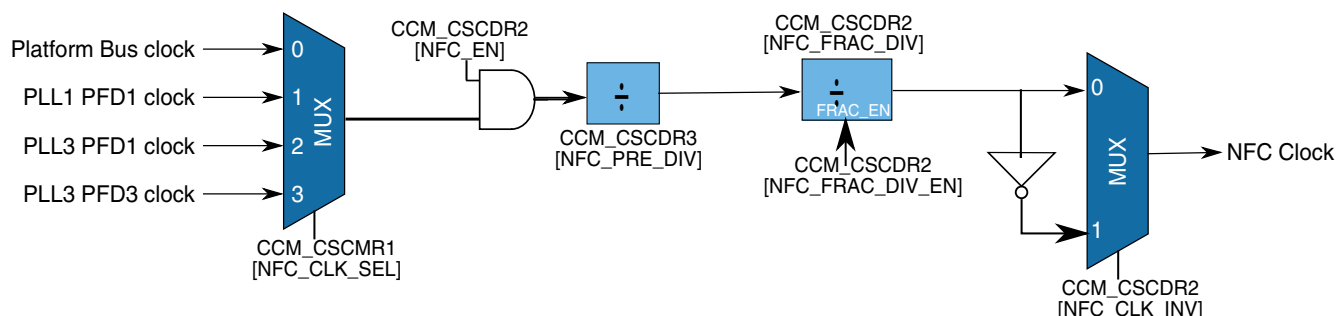 Platform Bus clock
PLL1 PFD1 clock
PLL3 PFD1 clock
PLL3 PFD3 clock
0
1
2
3
MUX
CCM_CSCMR1
[NFC_CLK_SEL]
CCM_CSCDR2
[NFC_EN]
÷
CCM_CSCDR3
[NFC_PRE_DIV]
CCM_CSCDR2
[NFC_FRAC_DIV]
÷
FRAC_EN
CCM_CSCDR2
[NFC_FRAC_DIV_EN]
0
1
MUX
CCM_CSCDR2
[NFC_CLK_INV]
NFC Clock